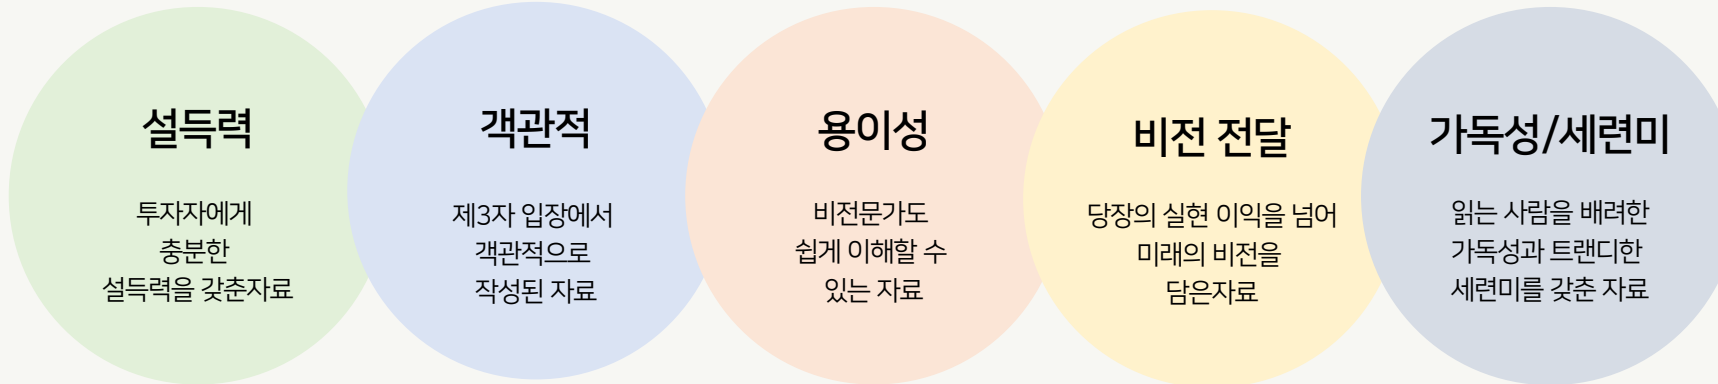 설득력
투자자에게
충분한
설득력을 갖춘자료
객관적
제3자 입장에서
객관적으로
작성된 자료
용이성
비전문가도
쉽게 이해할 수
있는 자료
비전 전달
당장의 실현 이익을 넘어
미래의 비전을
담은자료
가독성/세련미
읽는 사람을 배려한
가독성과 트랜디한
세련미를 갖춘 자료